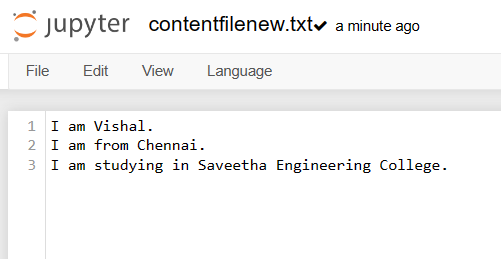 jupyter contentfilenew.txt✔ a minute ago
File Edit View Language
1 I am Vishal.
2 I am from Chennai.
3 I am studying in Saveetha Engineering College.